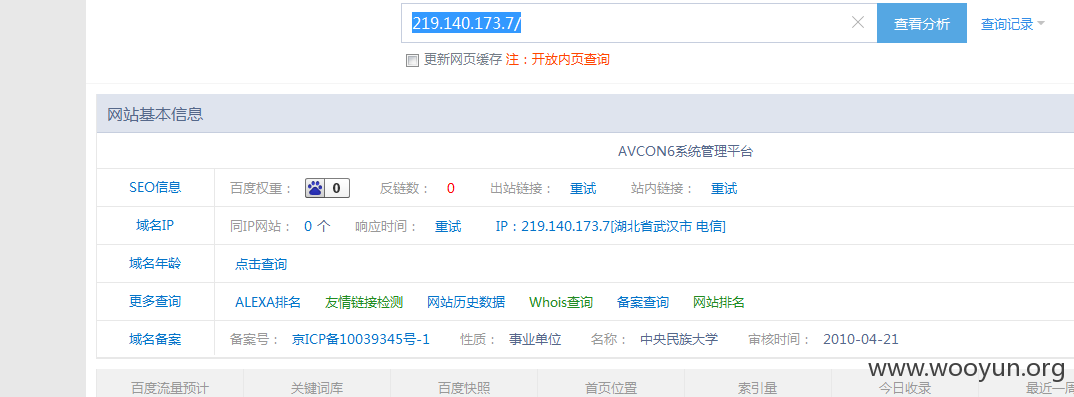 219.140.173.7/ 查看分析 查询记录
更新网页缓存 注：开放内页查询
网站基本信息
AVCON6系统管理平台
SEO信息 百度权重： 0 反链数： 0 出站链接： 重试 站内链接： 重试
域名IP 同IP网站： 0 个 响应时间： 重试 IP：219.140.173.7[湖北省武汉市 电信]
域名年龄 点击查询
更多查询 ALEXA排名 友情链接检测 网站历史数据 Whois查询 备案查询 网站排名
域名备案 备案号： 京ICP备10039345号-1 性质： 事业单位 名称： 中央民族大学 审核时间： 2010-04-21
www.wooyun.org
百度流量预计 关键词库 百度快照 首页位置 索引量 今日收录 最近一周